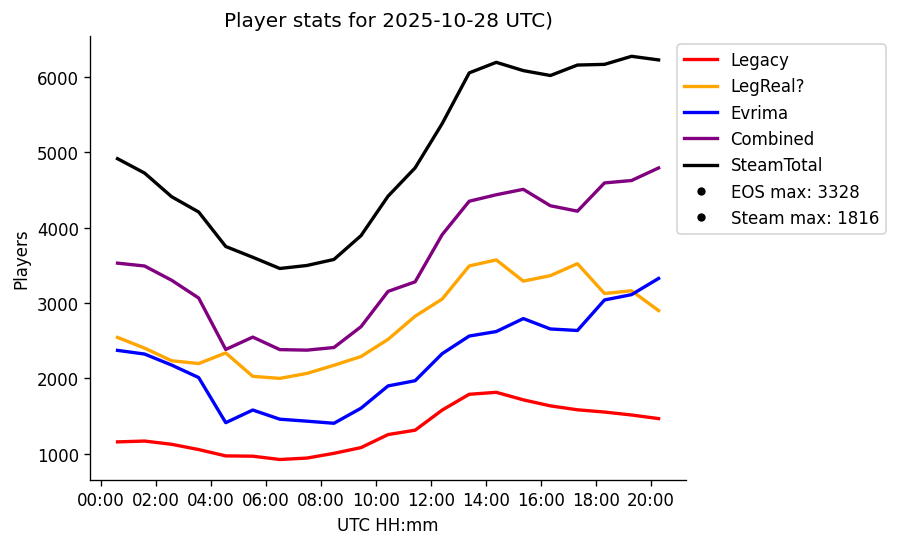 Player stats for 2025-10-28 UTC)
Players
6000
5000
4000
3000
2000
1000
00:00 02:00 04:00 06:00 08:00 10:00 12:00 14:00 16:00 18:00 20:00
UTC HH:mm
Legacy
LegReal?
Evrima
Combined
SteamTotal
EOS max: 3328
Steam max: 1816